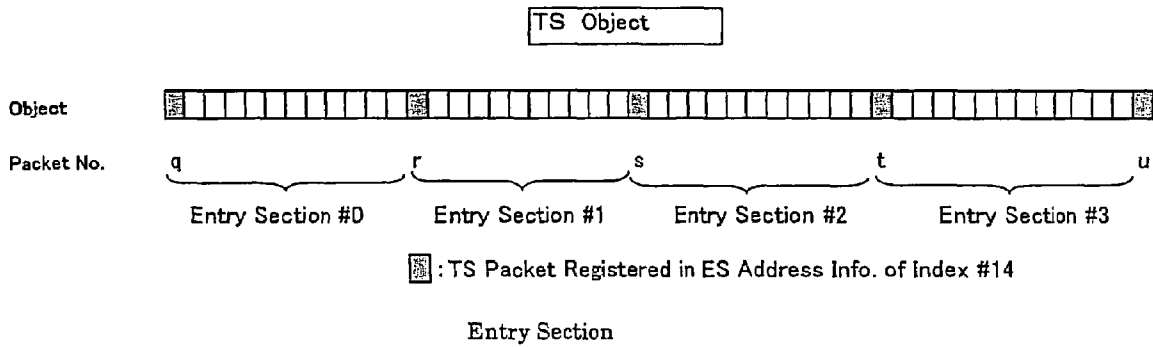 TS Object
Object
Packet No. q r s t u
Entry Section #0 Entry Section #1 Entry Section #2 Entry Section #3
: TS Packet Registered in ES Address Info. of Index #14
Entry Section